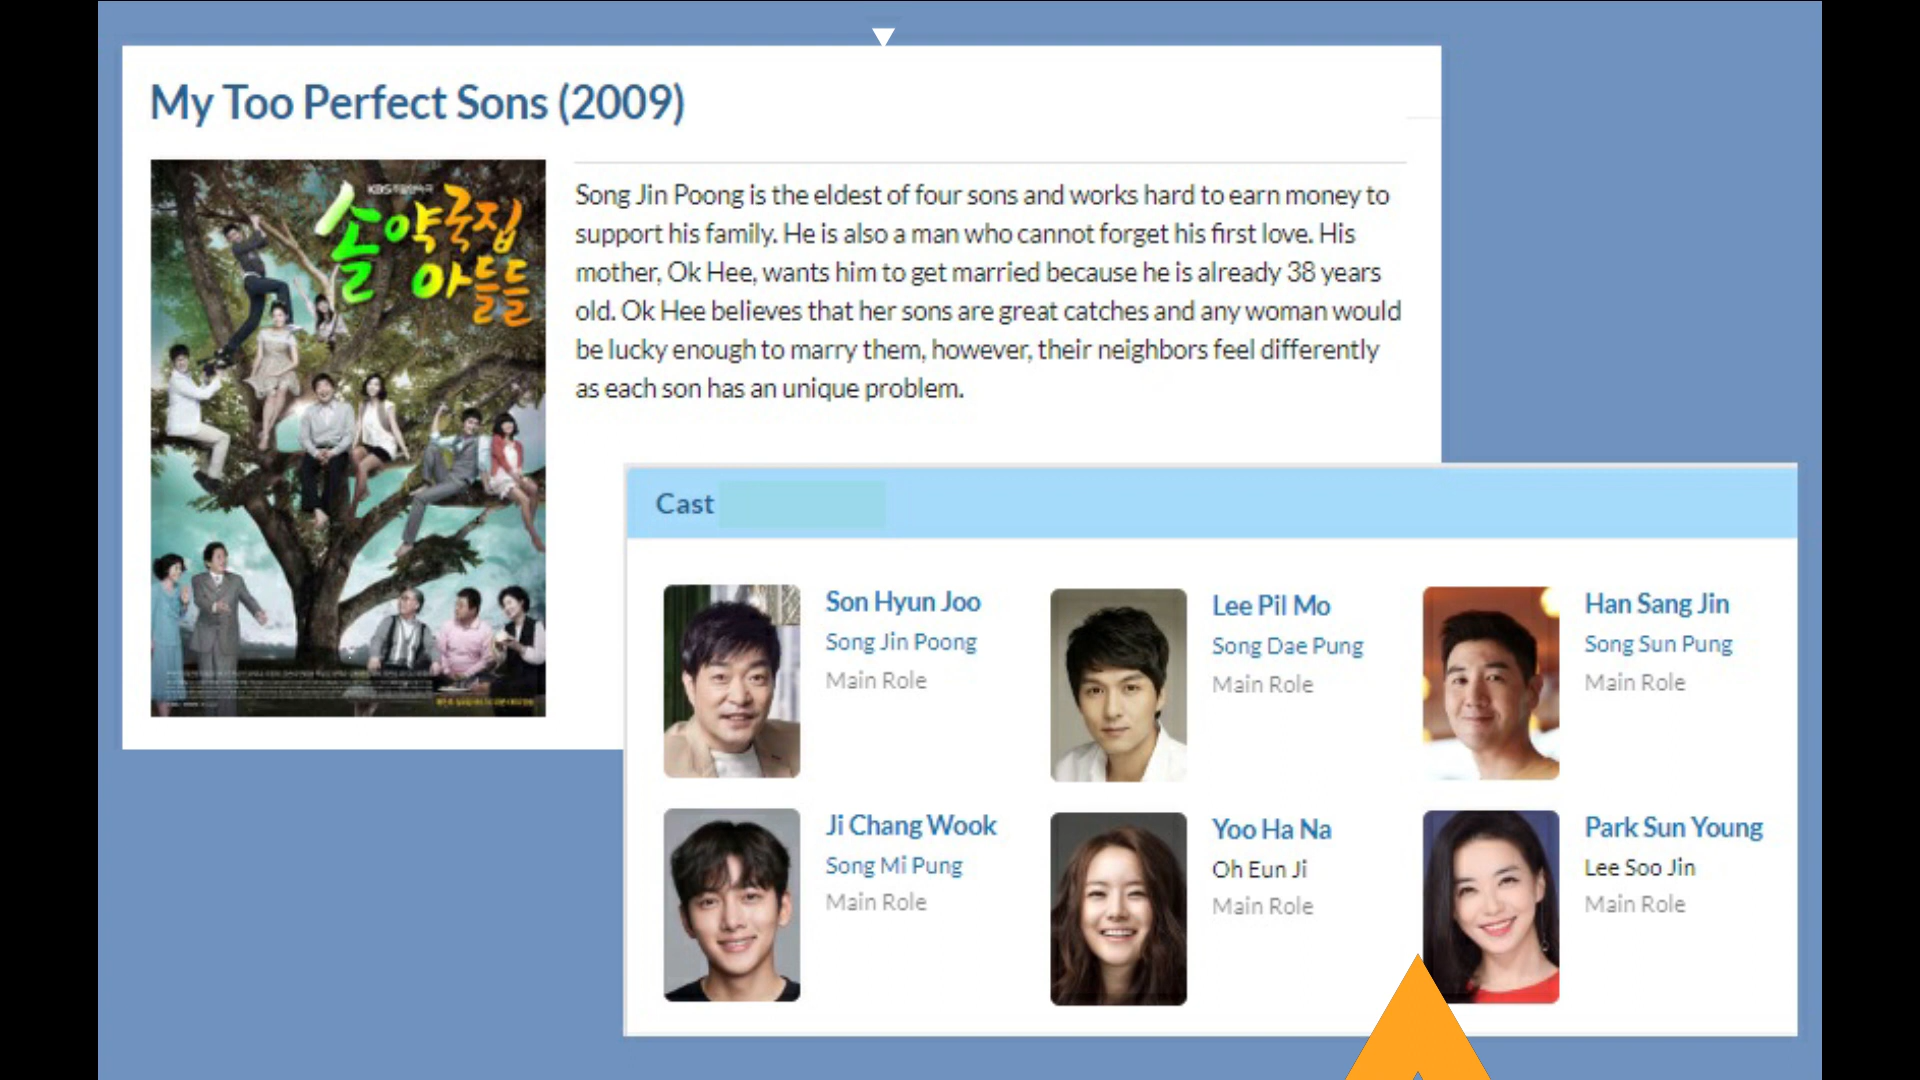 My Too Perfect Sons (2009)
솔약국집
아들들
Song Jin Poong is the eldest of four sons and works hard to earn money to
support his family. He is also a man who cannot forget his first love. His
mother, Ok Hee, wants him to get married because he is already 38 years
old. Ok Hee believes that her sons are great catches and any woman would
be lucky enough to marry them, however, their neighbors feel differently
as each son has an unique problem.
Cast
Son Hyun Joo
Song Jin Poong
Main Role
Lee Pil Mo
Song Dae Pung
Main Role
Han Sang Jin
Song Sun Pung
Main Role
Ji Chang Wook
Song Mi Pung
Main Role
Yoo Ha Na
Oh Eun Ji
Main Role
Park Sun Young
Lee Soo Jin
Main Role